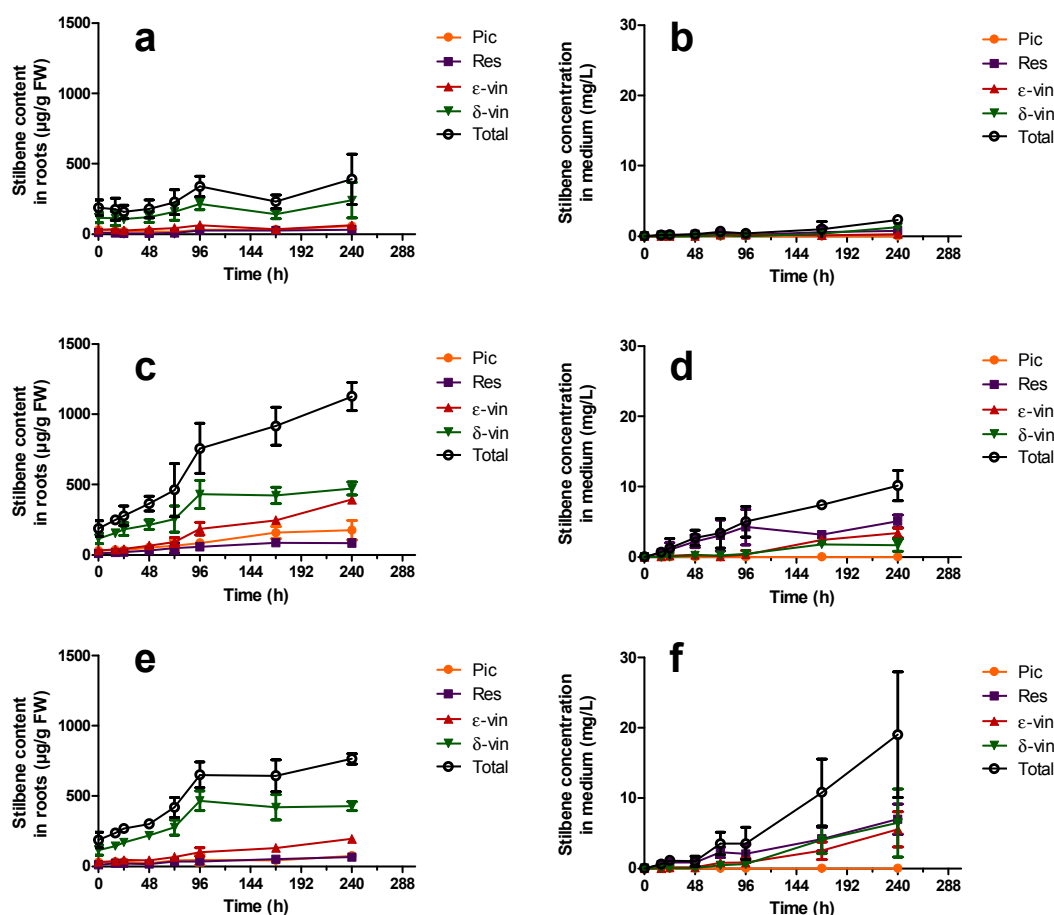 a
Stilbene content
in roots (µg/g FW)
1500
1000
500
0
0 48 96 144 192 240 288
Time (h)
Pic
Res
ε-vin
δ-vin
Total
b
Stilbene concentration
in medium (mg/L)
30
20
10
0
0 48 96 144 192 240 288
Time (h)
Pic
Res
ε-vin
δ-vin
Total
c
Stilbene content
in roots (µg/g FW)
1500
1000
500
0
0 48 96 144 192 240 288
Time (h)
Pic
Res
ε-vin
δ-vin
Total
d
Stilbene concentration
in medium (mg/L)
30
20
10
0
0 48 96 144 192 240 288
Time (h)
Pic
Res
ε-vin
δ-vin
Total
e
Stilbene content
in roots (µg/g FW)
1500
1000
500
0
0 48 96 144 192 240 288
Time (h)
Pic
Res
ε-vin
δ-vin
Total
f
Stilbene concentration
in medium (mg/L)
30
20
10
0
0 48 96 144 192 240 288
Time (h)
Pic
Res
ε-vin
δ-vin
Total